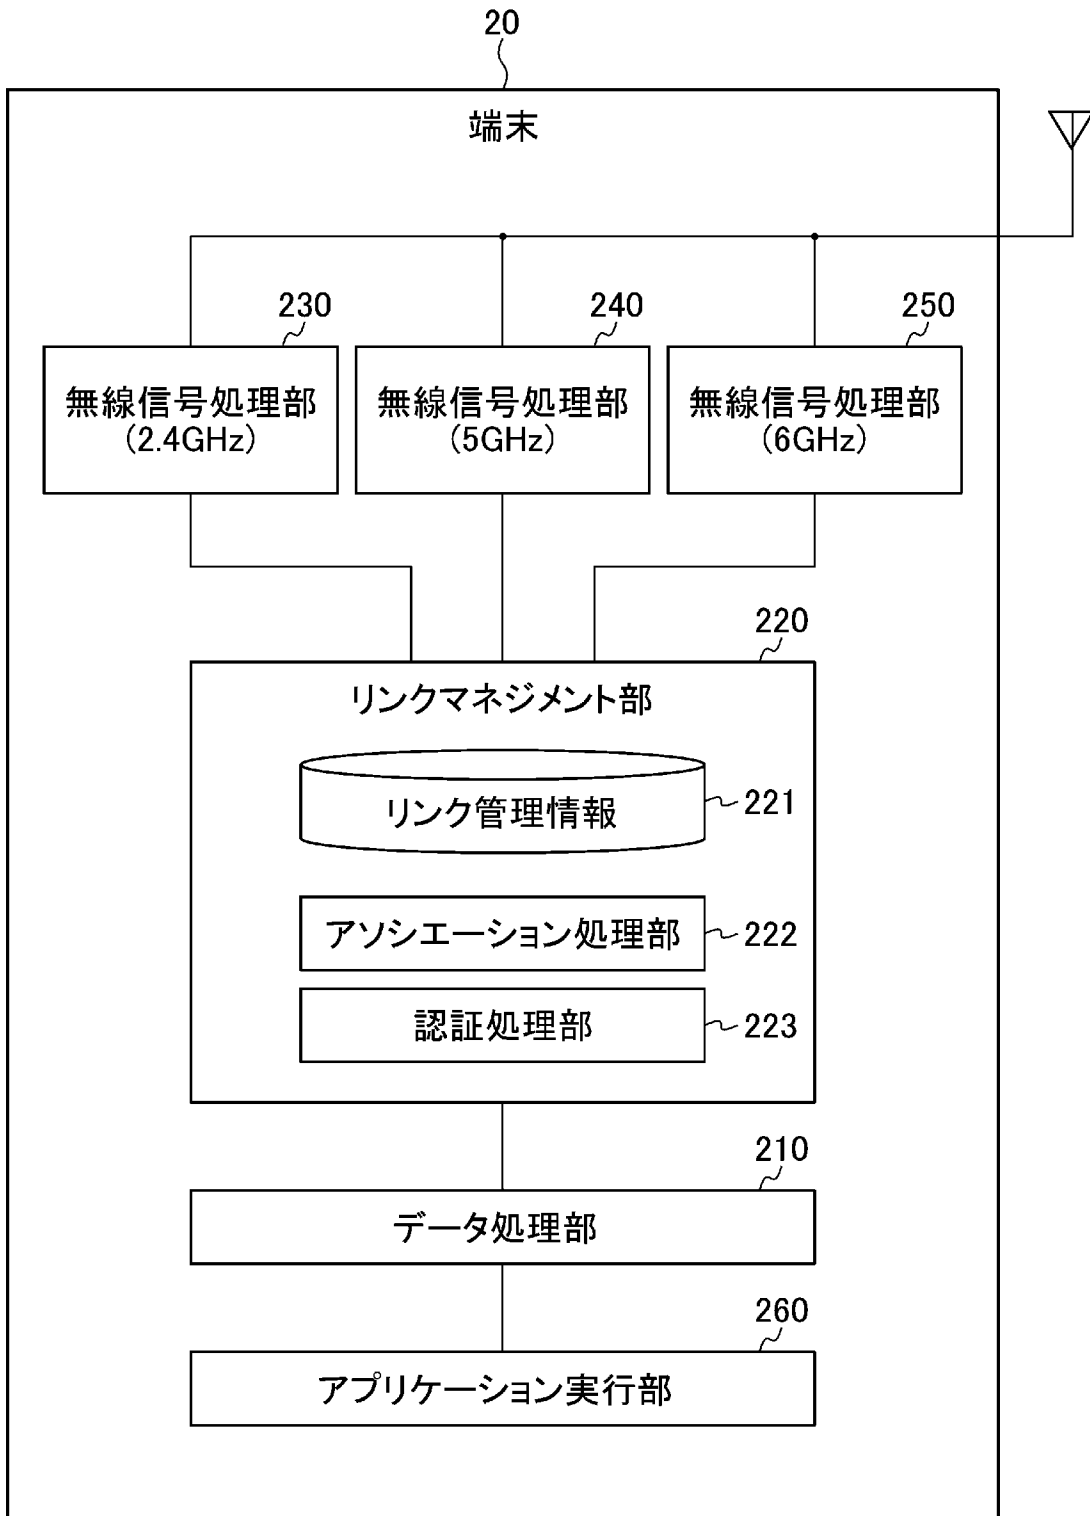 20
端末
230
240
250
無線信号処理部
(2.4GHz)
無線信号処理部
(5GHz)
無線信号処理部
(6GHz)
220
リンクマネジメント部
リンク管理情報
221
アソシエーション処理部
222
認証処理部
223
210
データ処理部
260
アプリケーション実行部